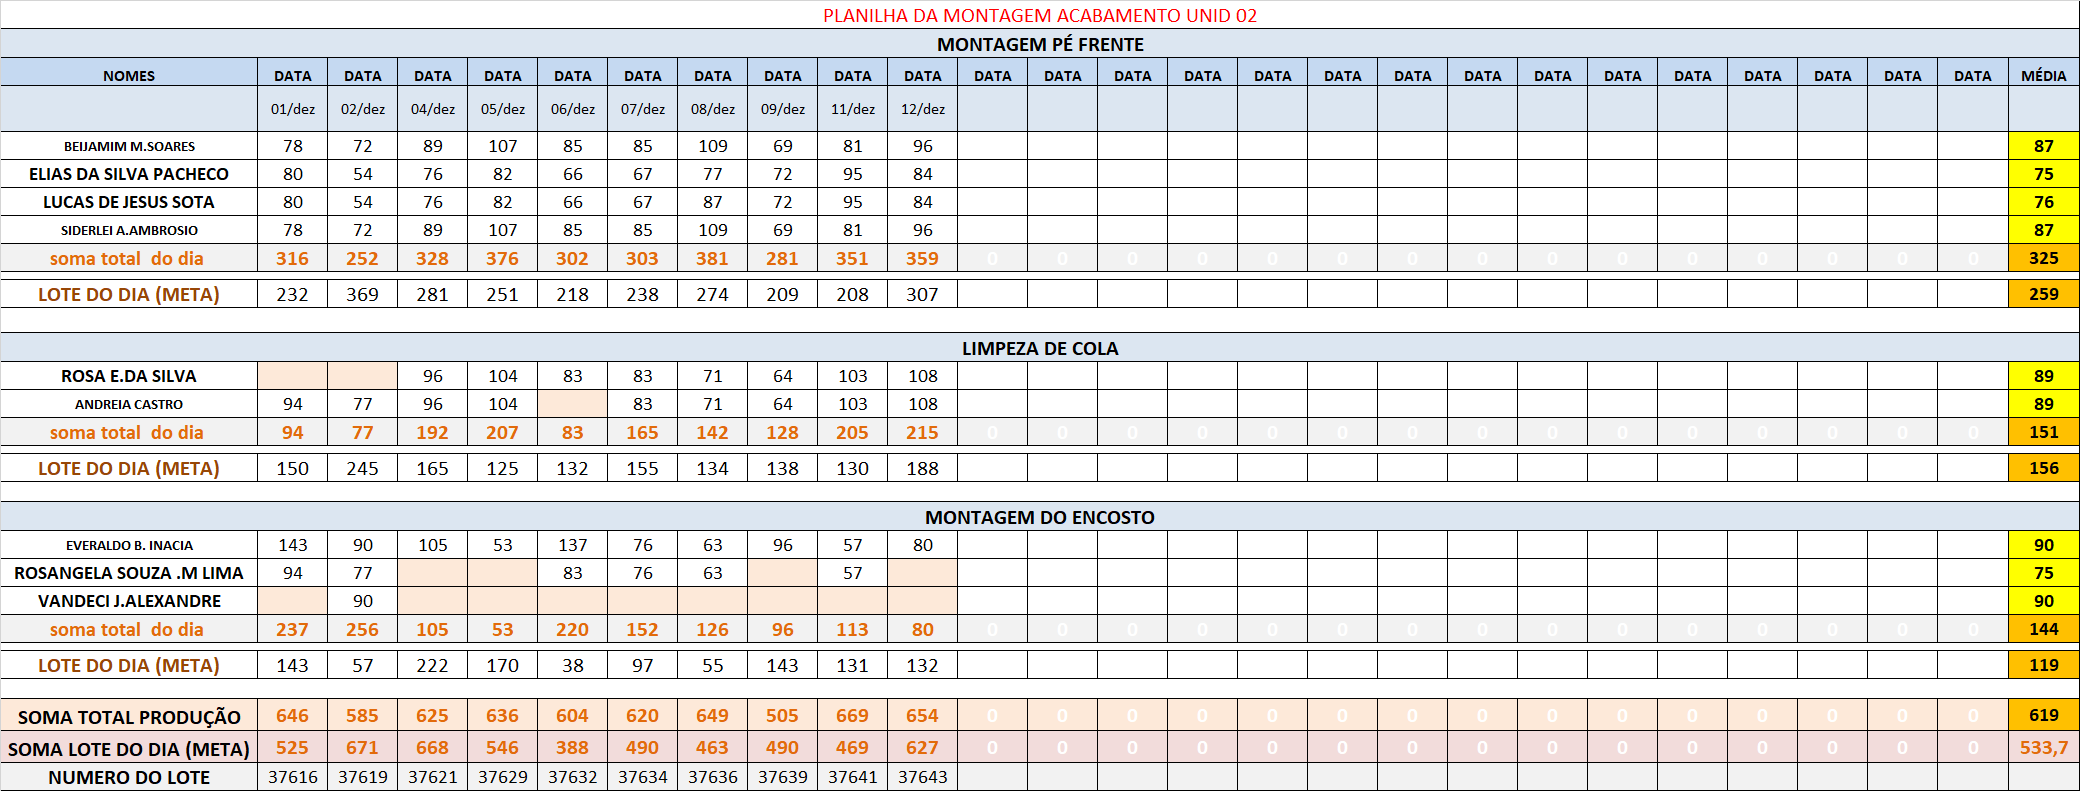 PLANILHA DA MONTAGEM ACABAMENTO UNID 02
MONTAGEM PÉ FRENTE
NOMES DATA DATA DATA DATA DATA DATA DATA DATA DATA DATA DATA DATA DATA DATA DATA DATA DATA DATA DATA DATA DATA DATA DATA DATA DATA MÉDIA
01/dez 02/dez 04/dez 05/dez 06/dez 07/dez 08/dez 09/dez 11/dez 12/dez
BEIJAMIM M.SOARES 78 72 89 107 85 85 109 69 81 96 87
ELIAS DA SILVA PACHECO 80 54 76 82 66 67 77 72 95 84 75
LUCAS DE JESUS SOTA 80 54 76 82 66 67 87 72 95 84 76
SIDERLEI A.AMBROSIO 78 72 89 107 85 85 109 69 81 96 87
soma total do dia 316 252 328 376 302 303 381 281 351 359 0 0 0 0 0 0 0 0 0 0 0 0 0 0 0 325
LOTE DO DIA (META) 232 369 281 251 218 238 274 209 208 307 259
LIMPEZA DE COLA
ROSA E.DA SILVA 96 104 83 83 71 64 103 108 89
ANDREIA CASTRO 94 77 96 104 83 71 64 103 108 89
soma total do dia 94 77 192 207 83 165 142 128 205 215 0 0 0 0 0 0 0 0 0 0 0 0 0 0 0 151
LOTE DO DIA (META) 150 245 165 125 132 155 134 138 130 188 156
MONTAGEM DO ENCOSTO
EVERALDO B. INACIA 143 90 105 53 137 76 63 96 57 80 90
ROSANGELA SOUZA .M LIMA 94 77 83 76 63 57 75
VANDECI J.ALEXANDRE 90 90
soma total do dia 237 256 105 53 220 152 126 96 113 80 0 0 0 0 0 0 0 0 0 0 0 0 0 0 0 144
LOTE DO DIA (META) 143 57 222 170 38 97 55 143 131 132 119
SOMA TOTAL PRODUÇÃO 646 585 625 636 604 620 649 505 669 654 0 0 0 0 0 0 0 0 0 0 0 0 0 0 0 619
SOMA LOTE DO DIA (META) 525 671 668 546 388 490 463 490 469 627 0 0 0 0 0 0 0 0 0 0 0 0 0 0 0 533,7
NUMERO DO LOTE 37616 37619 37621 37629 37632 37634 37636 37639 37641 37643